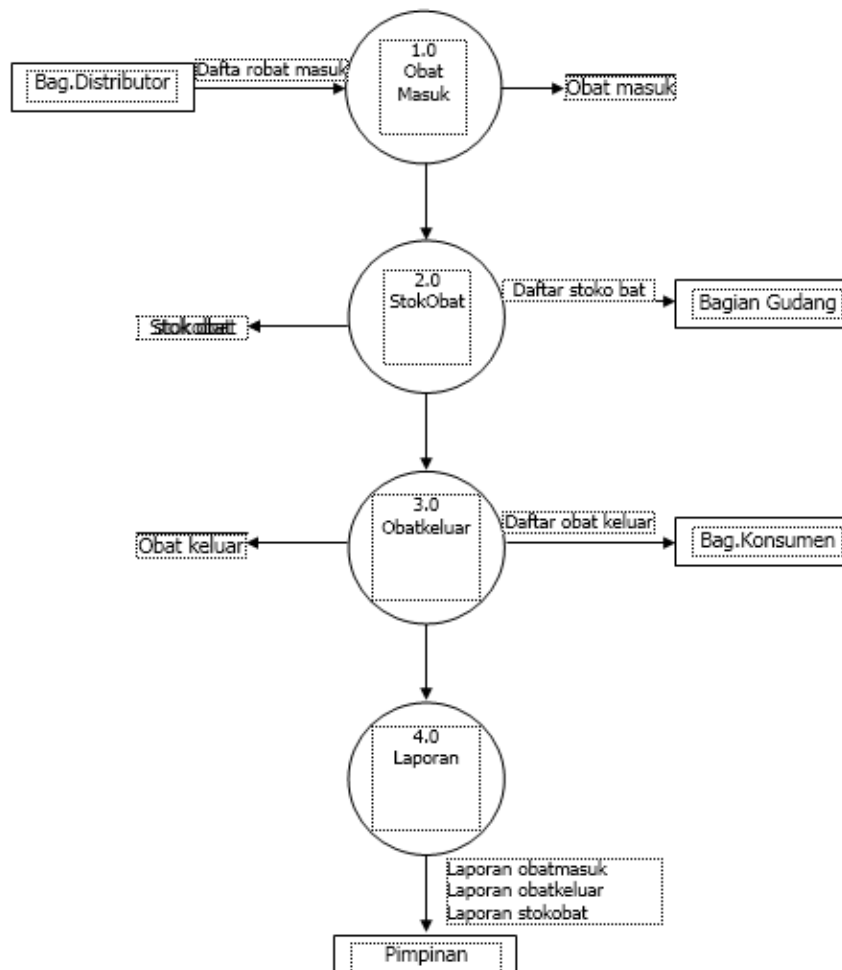 1.0
Obat
Masuk
Bag.Distributor
Dafta robat masuk
Obat masuk
2.0
StokObat
Daftar stoko bat
Bagian Gudang
Stok obat
3.0
Obatkeluar
Daftar obat keluar
Bag.Konsumen
Obat keluar
4.0
Laporan
Laporan obatmasuk
Laporan obatkeluar
Laporan stokobat
Pimpinan